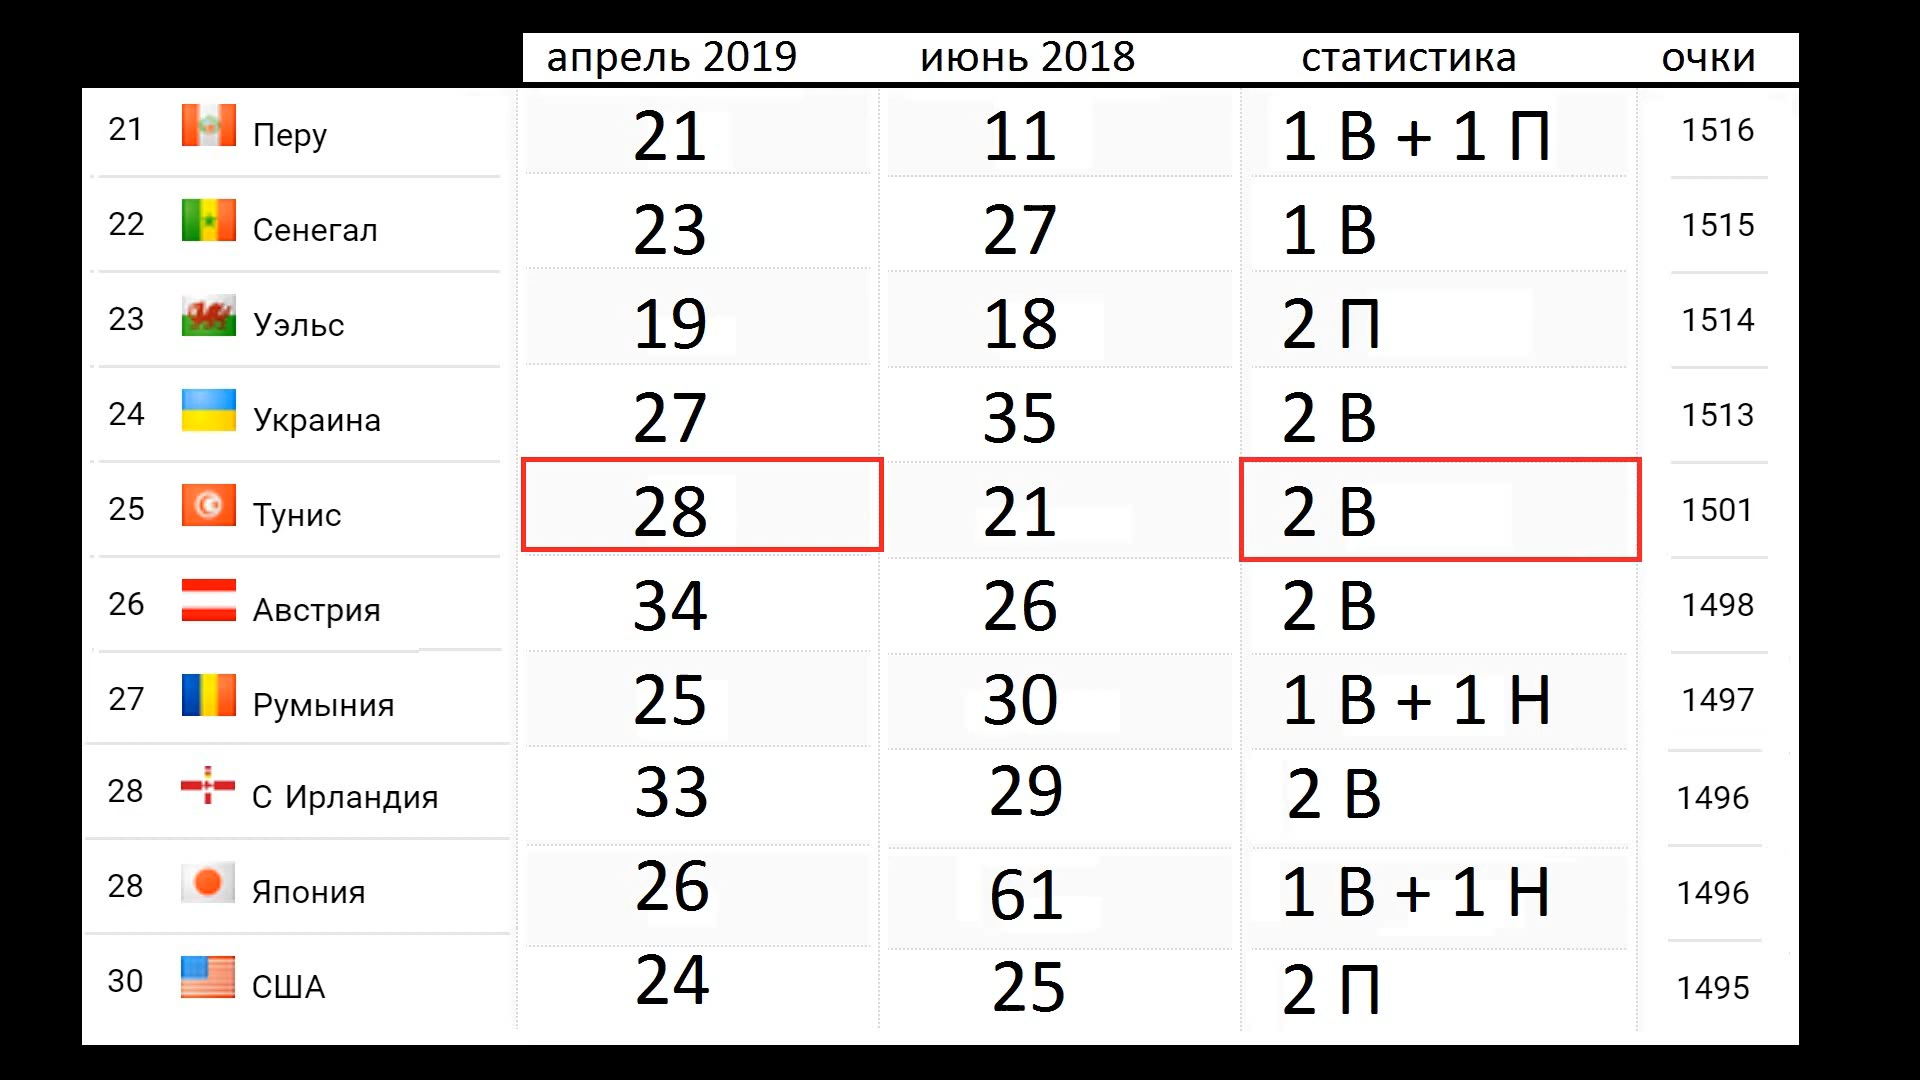 апрель 2019 июнь 2018 статистика очки
21 Перу 21 11 1 В + 1 П 1516
22 Сенегал 23 27 1 В 1515
23 Уэльс 19 18 2 П 1514
24 Украина 27 35 2 В 1513
25 Тунис 28 21 2 В 1501
26 Австрия 34 26 2 В 1498
27 Румыния 25 30 1 В + 1 Н 1497
28 С Ирландия 33 29 2 В 1496
28 Япония 26 61 1 В + 1 Н 1496
30 США 24 25 2 П 1495